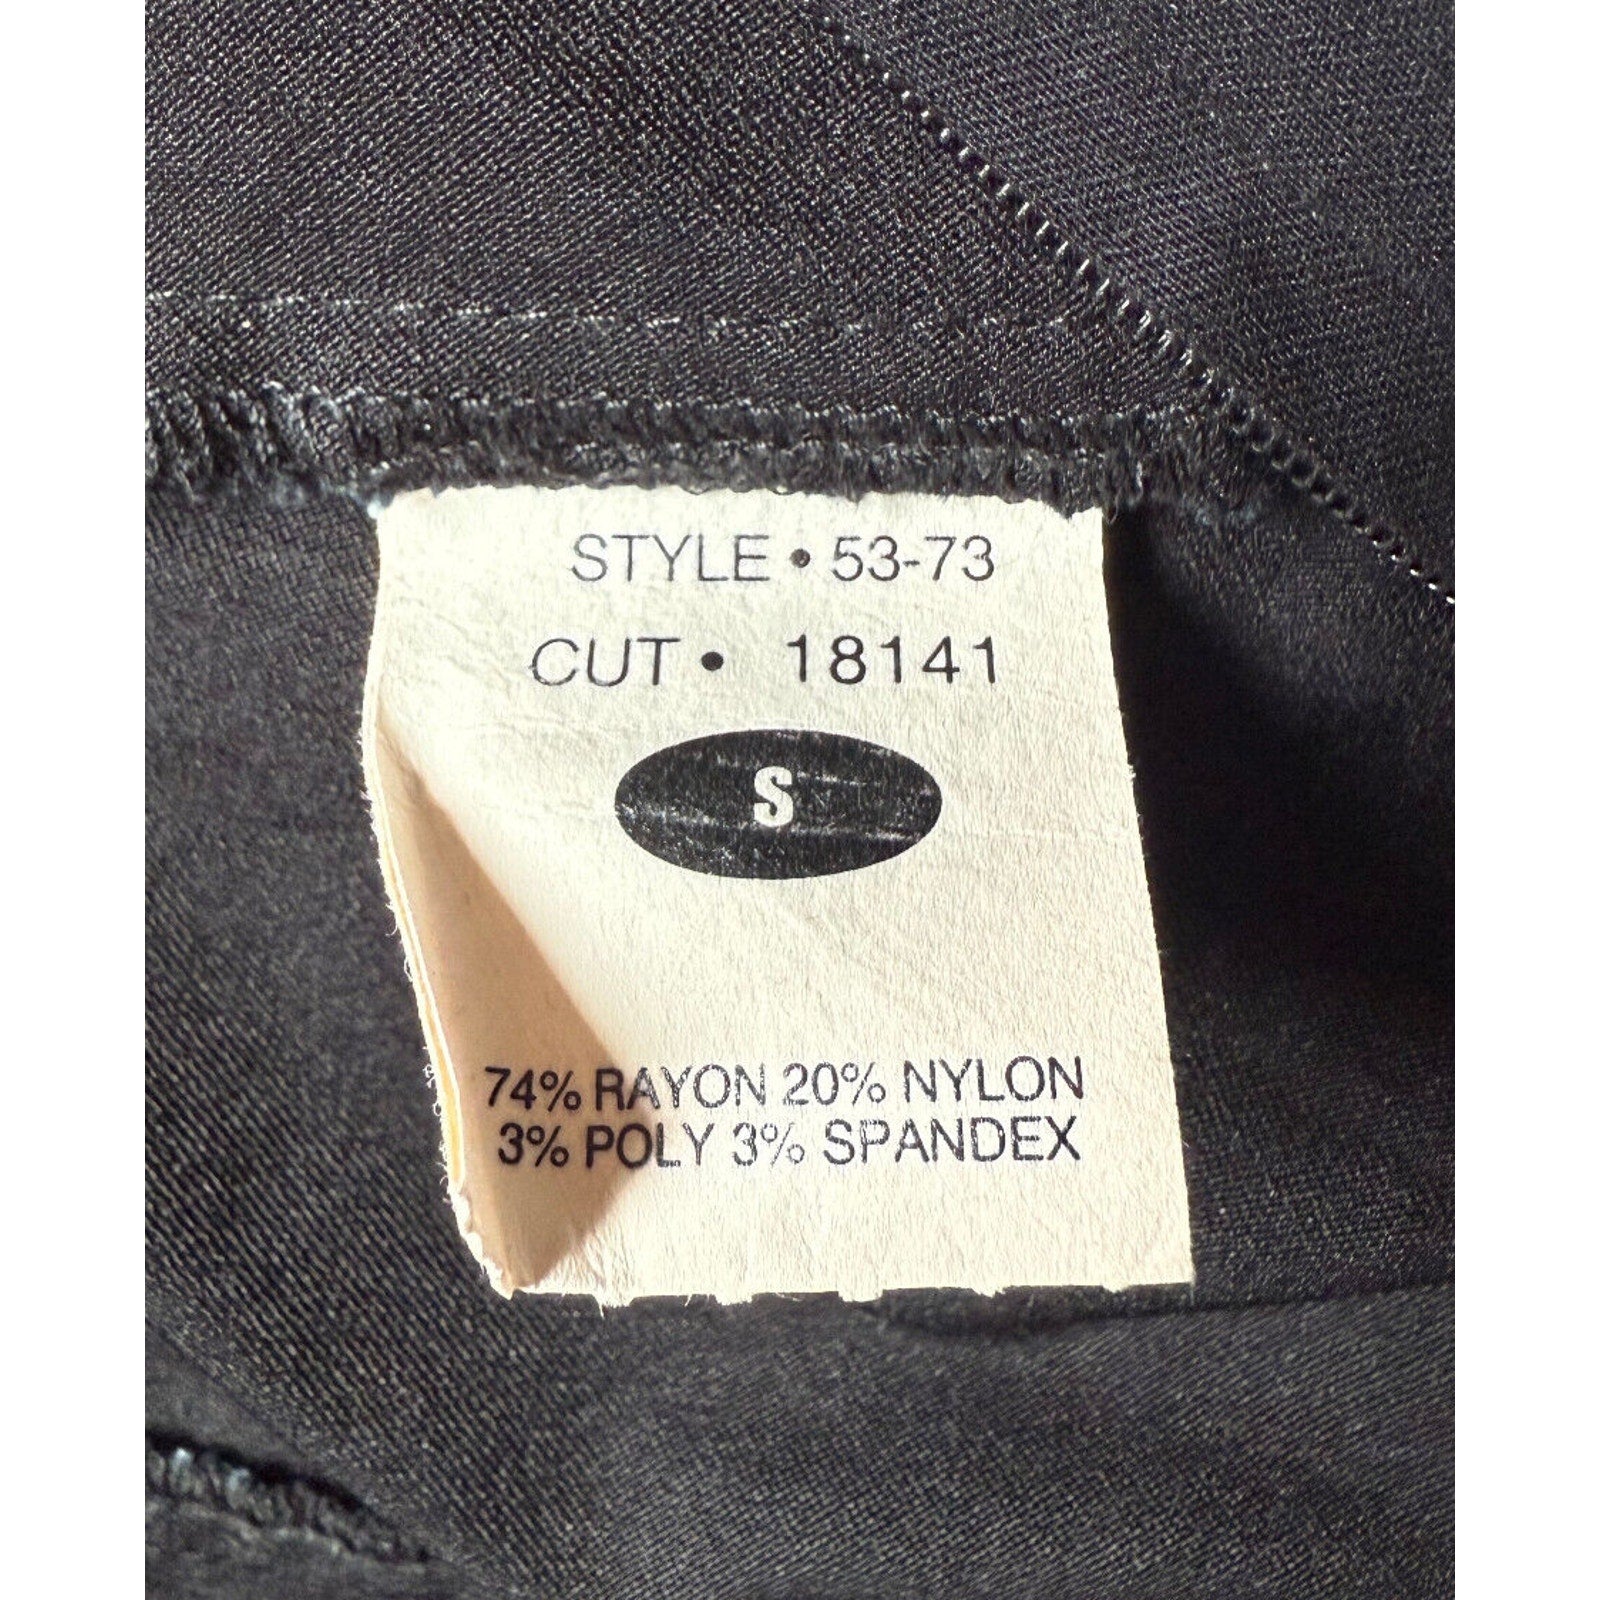 STYLE • 53-73
CUT • 18141
S
74% RAYON 20% NYLON
3% POLY 3% SPANDEX